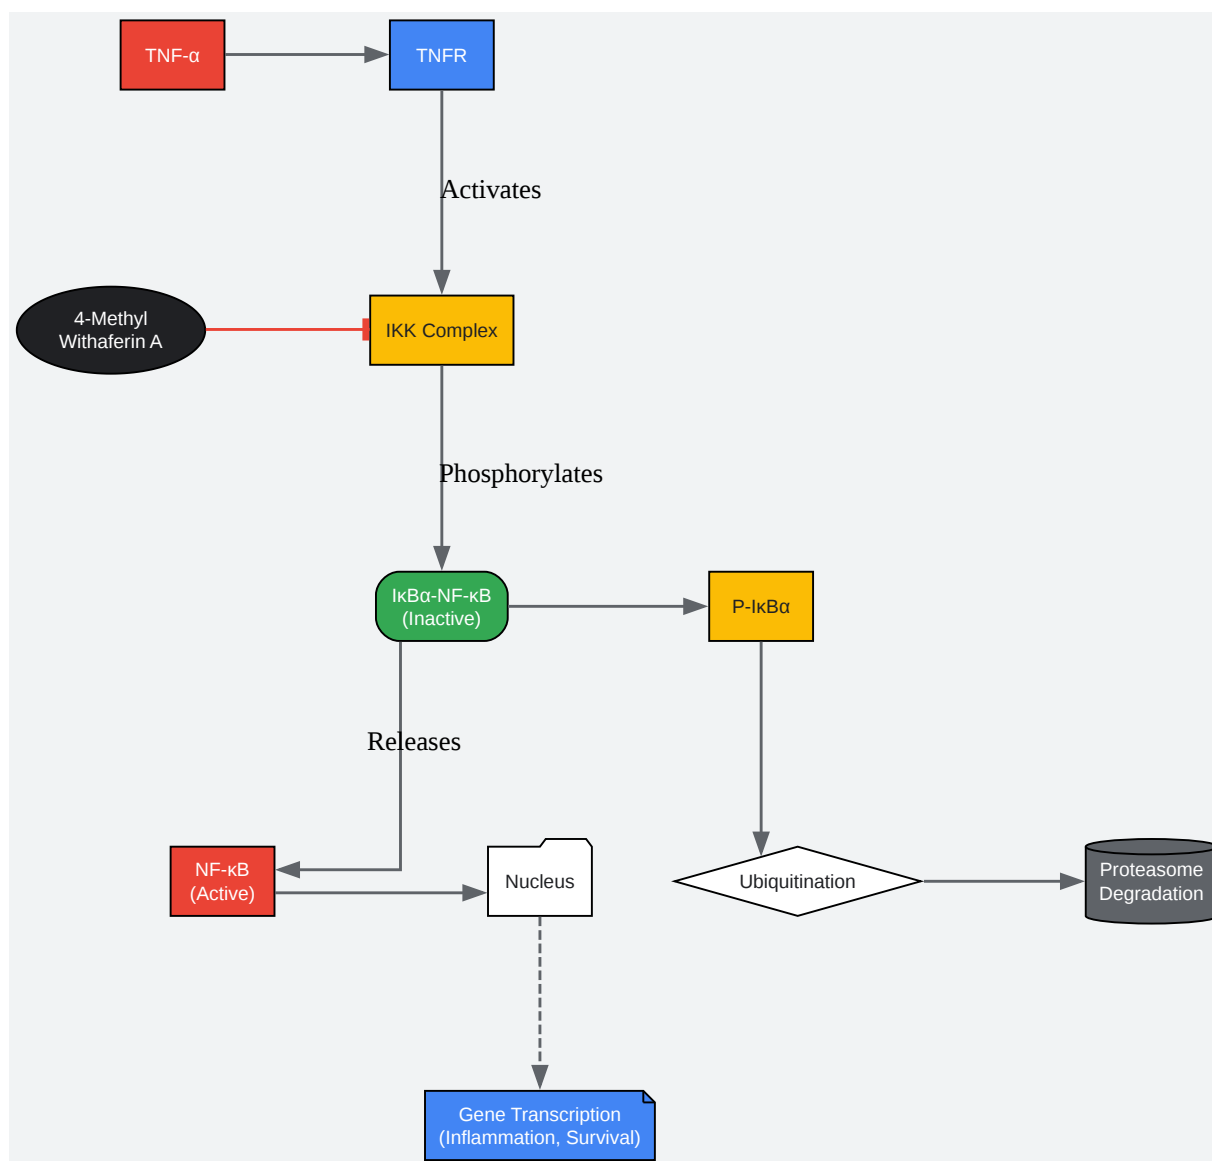 TNF-α
TNFR
Activates
4-Methyl
Withaferin A
IKK Complex
Phosphorylates
IκBα-NF-κB
(Inactive)
P-IκBα
Releases
NF-κB
(Active)
Nucleus
Ubiquitination
Proteasome
Degradation
Gene Transcription
(Inflammation, Survival)